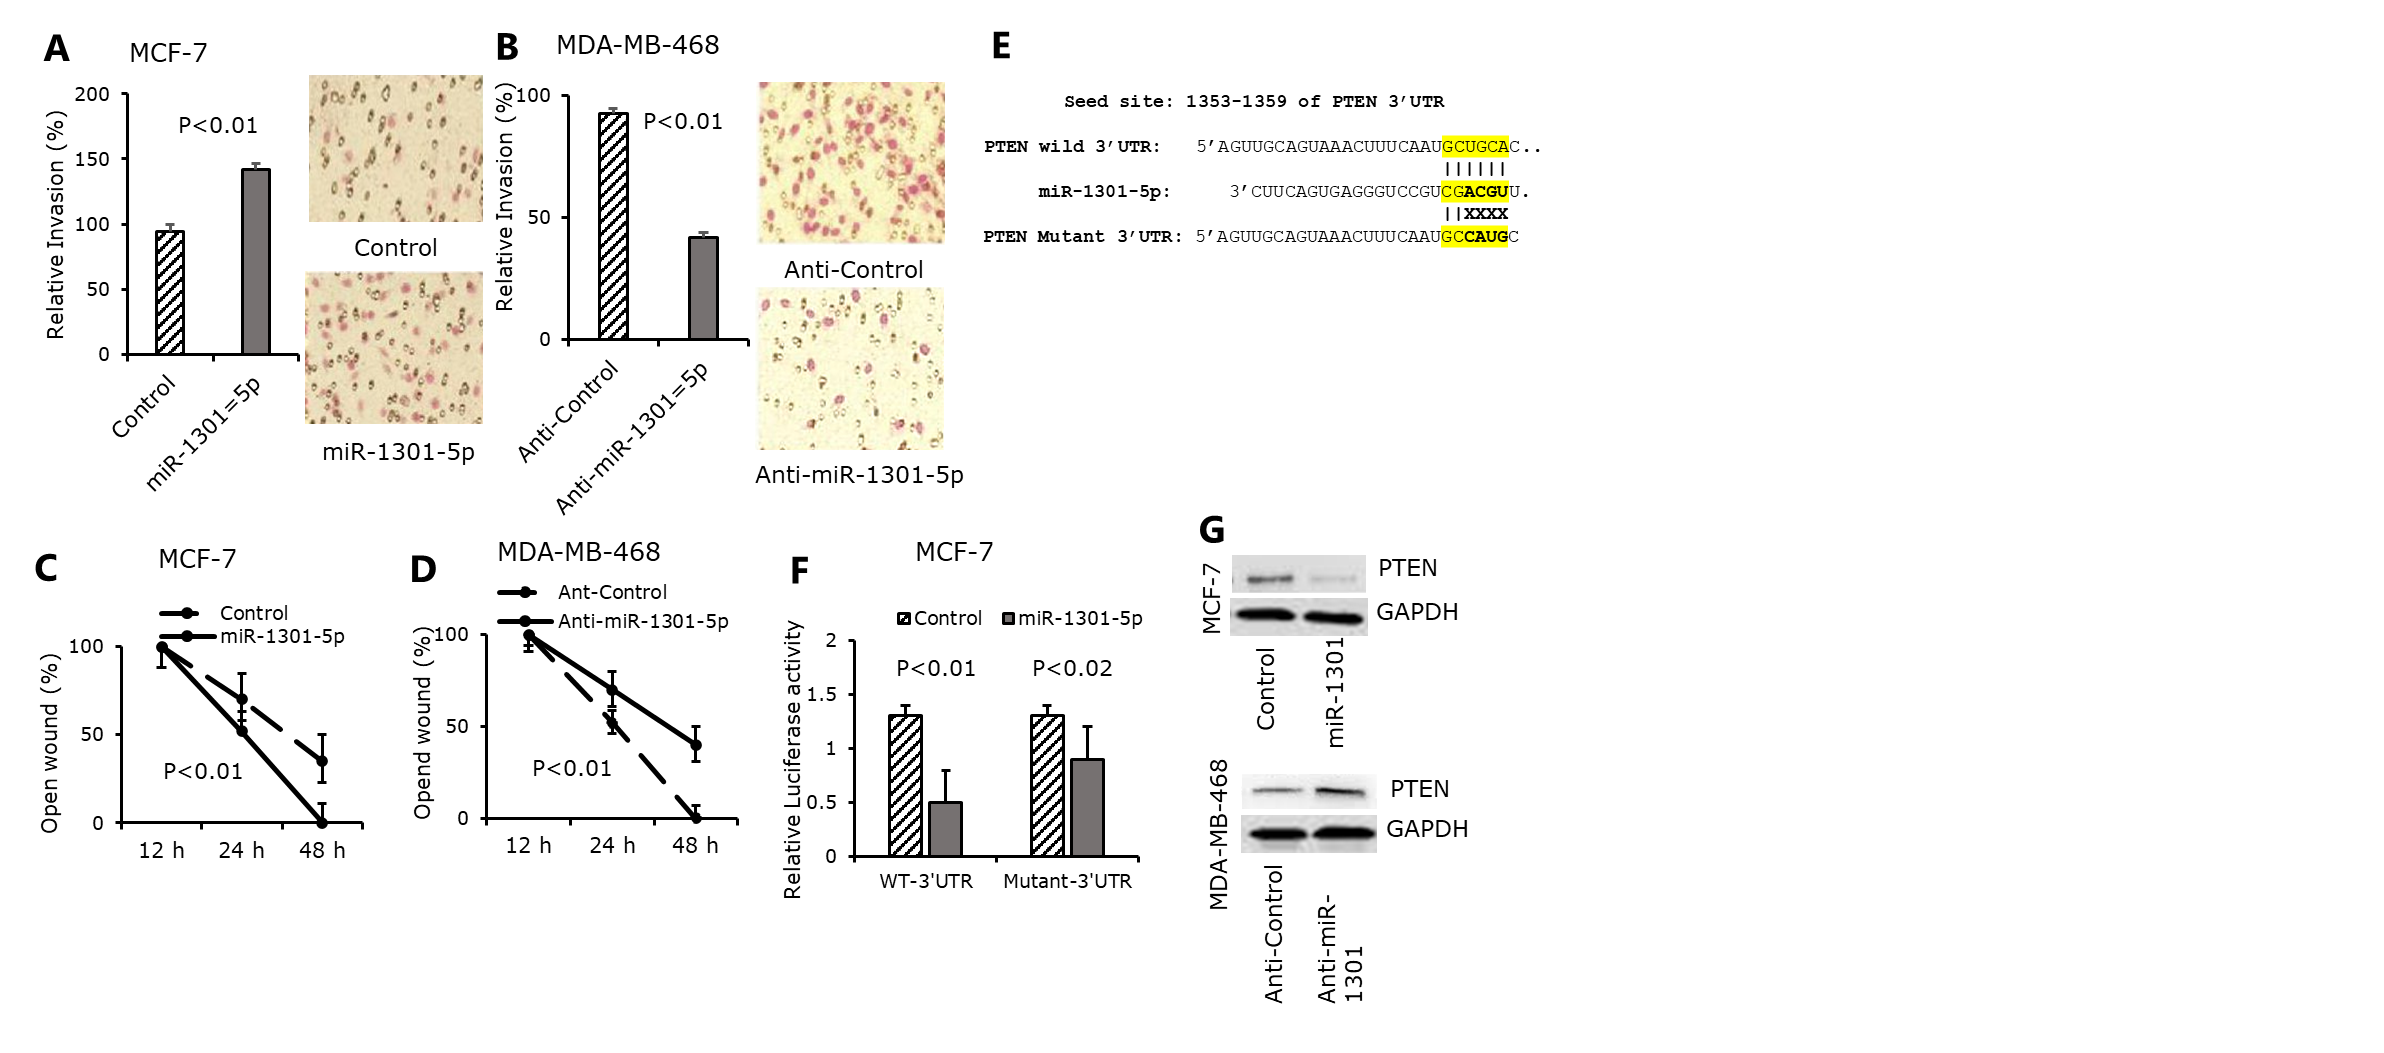 A
MCF-7
Relative Invasion (%)
200
150
100
50
0
P<0.01
Control
miR-1301=5p
Control
miR-1301-5p
B
MDA-MB-468
Relative Invasion (%)
100
50
0
P<0.01
Anti-Control
Anti-miR-1301=5p
Anti-Control
Anti-miR-1301-5p
E
Seed site: 1353-1359 of PTEN 3’UTR
PTEN wild 3’UTR: 5’AGUUGCAGUAAACUUUCAAUGCUGCAC..
||||||
miR-1301-5p: 3’CUUCAGUGAGGGUCCGUCGACGUU.
||XXXX
PTEN Mutant 3’UTR: 5’AGUUGCAGUAAACUUUCAAUGCCAUGC
C
MCF-7
Control
miR-1301-5p
Open wound (%)
100
50
0
P<0.01
12 h 24 h 48 h
D
MDA-MB-468
Ant-Control
Anti-miR-1301-5p
Opend wound (%)
100
50
0
P<0.01
12 h 24 h 48 h
F
MCF-7
Control miR-1301-5p
Relative Luciferase activity
2
1.5
1
0.5
0
P<0.01 P<0.02
WT-3'UTR Mutant-3'UTR
G
MCF-7
PTEN
GAPDH
Control
miR-1301
MDA-MB-468
PTEN
GAPDH
Anti-Control
Anti-miR-
1301